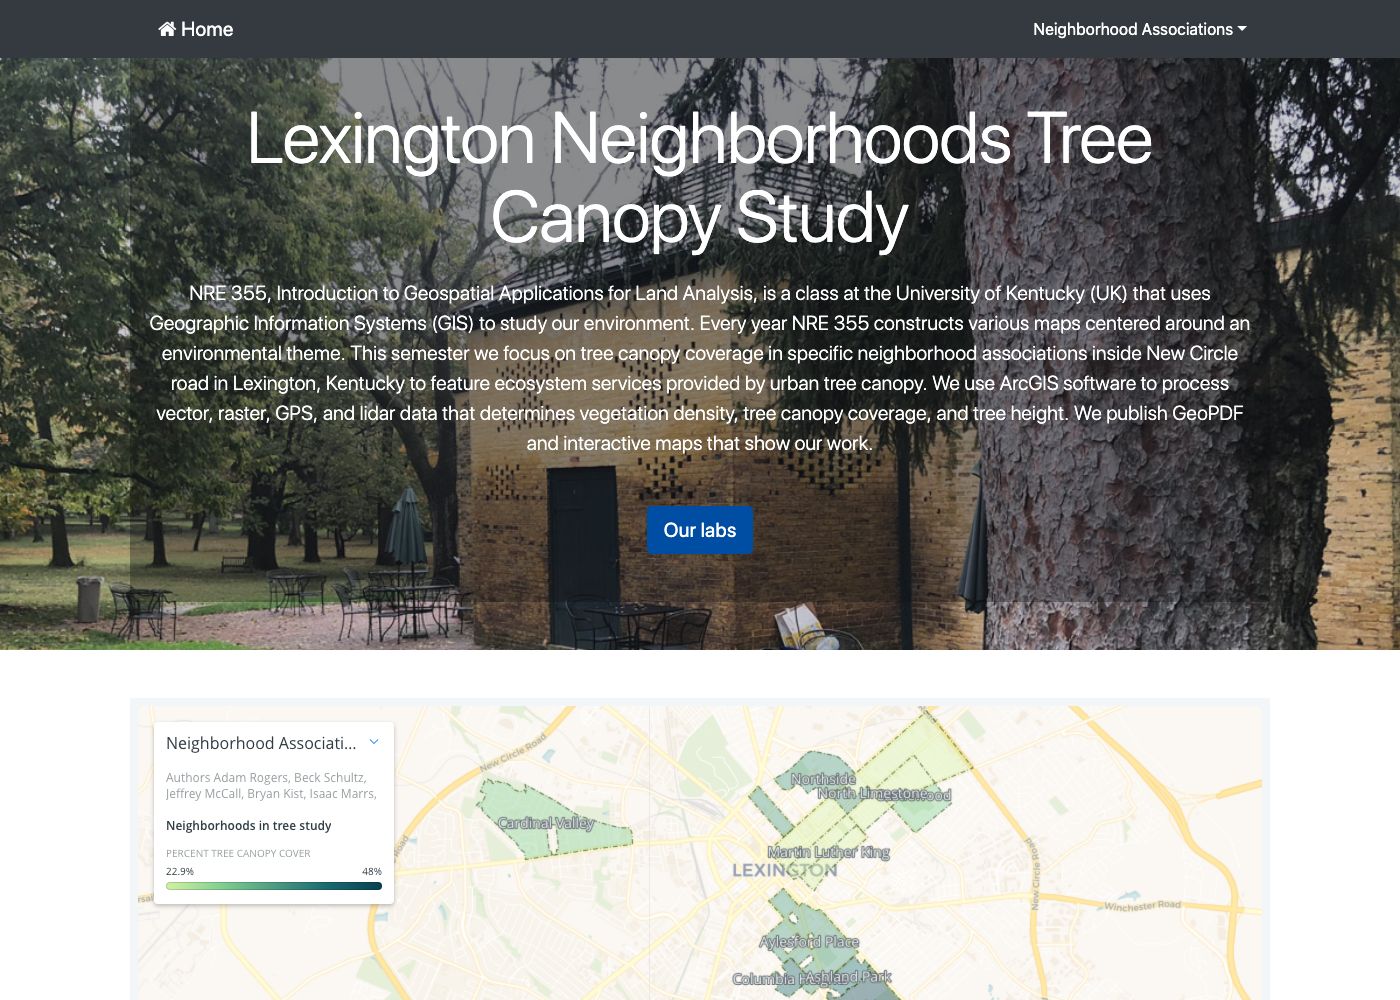 Home
Neighborhood Associations
Lexington Neighborhoods Tree
Canopy Study
NRE 355, Introduction to Geospatial Applications for Land Analysis, is a class at the University of Kentucky (UK) that uses
Geographic Information Systems (GIS) to study our environment. Every year NRE 355 constructs various maps centered around an
environmental theme. This semester we focus on tree canopy coverage in specific neighborhood associations inside New Circle
road in Lexington, Kentucky to feature ecosystem services provided by urban tree canopy. We use ArcGIS software to process
vector, raster, GPS, and lidar data that determines vegetation density, tree canopy coverage, and tree height. We publish GeoPDF
and interactive maps that show our work.
Our labs
Neighborhood Associati...
Authors Adam Rogers, Beck Schultz,
Jeffrey McCall, Bryan Kist, Isaac Marrs,
Neighborhoods in tree study
PERCENT TREE CANOPY COVER
22.9% 48%
New Circle Road
Northside
North Limestone
Cardinal Valley
Martin Luther King
LEXINGTON
Road
New Circle Road
Winchester Road
Aylesford Place
Columbia
Ashland Park